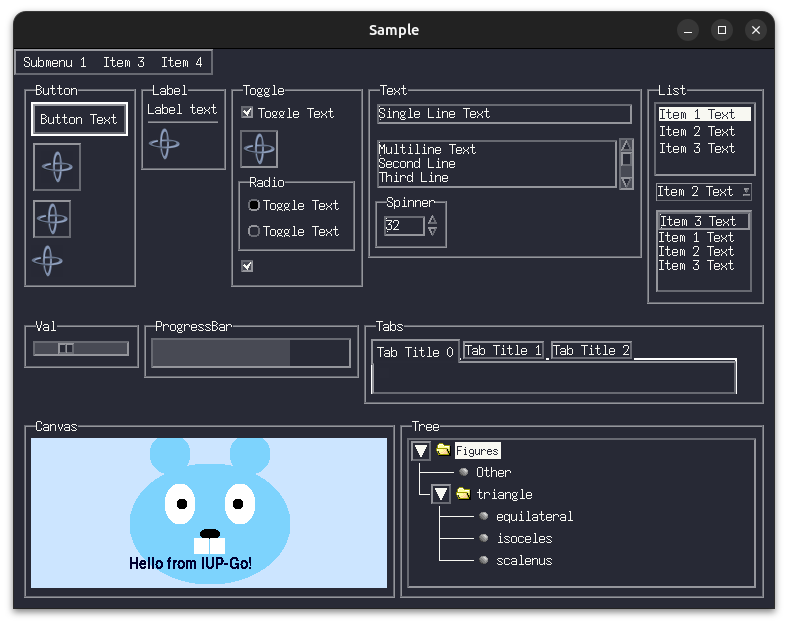 Sample
Submenu 1 Item 3 Item 4
Button
Button Text
Label
Label text
Toggle
Toggle Text
Radio
Toggle Text
Toggle Text
Text
Single Line Text
Multiline Text
Second Line
Third Line
Spinner
32
List
Item 1 Text
Item 2 Text
Item 3 Text
Item 2 Text
Item 3 Text
Item 1 Text
Item 2 Text
Item 3 Text
Val
ProgressBar
Tabs
Tab Title 0 Tab Title 1 Tab Title 2
Canvas
Hello from IUP-Go!
Tree
Figures
Other
triangle
equilateral
isoceles
scalenus